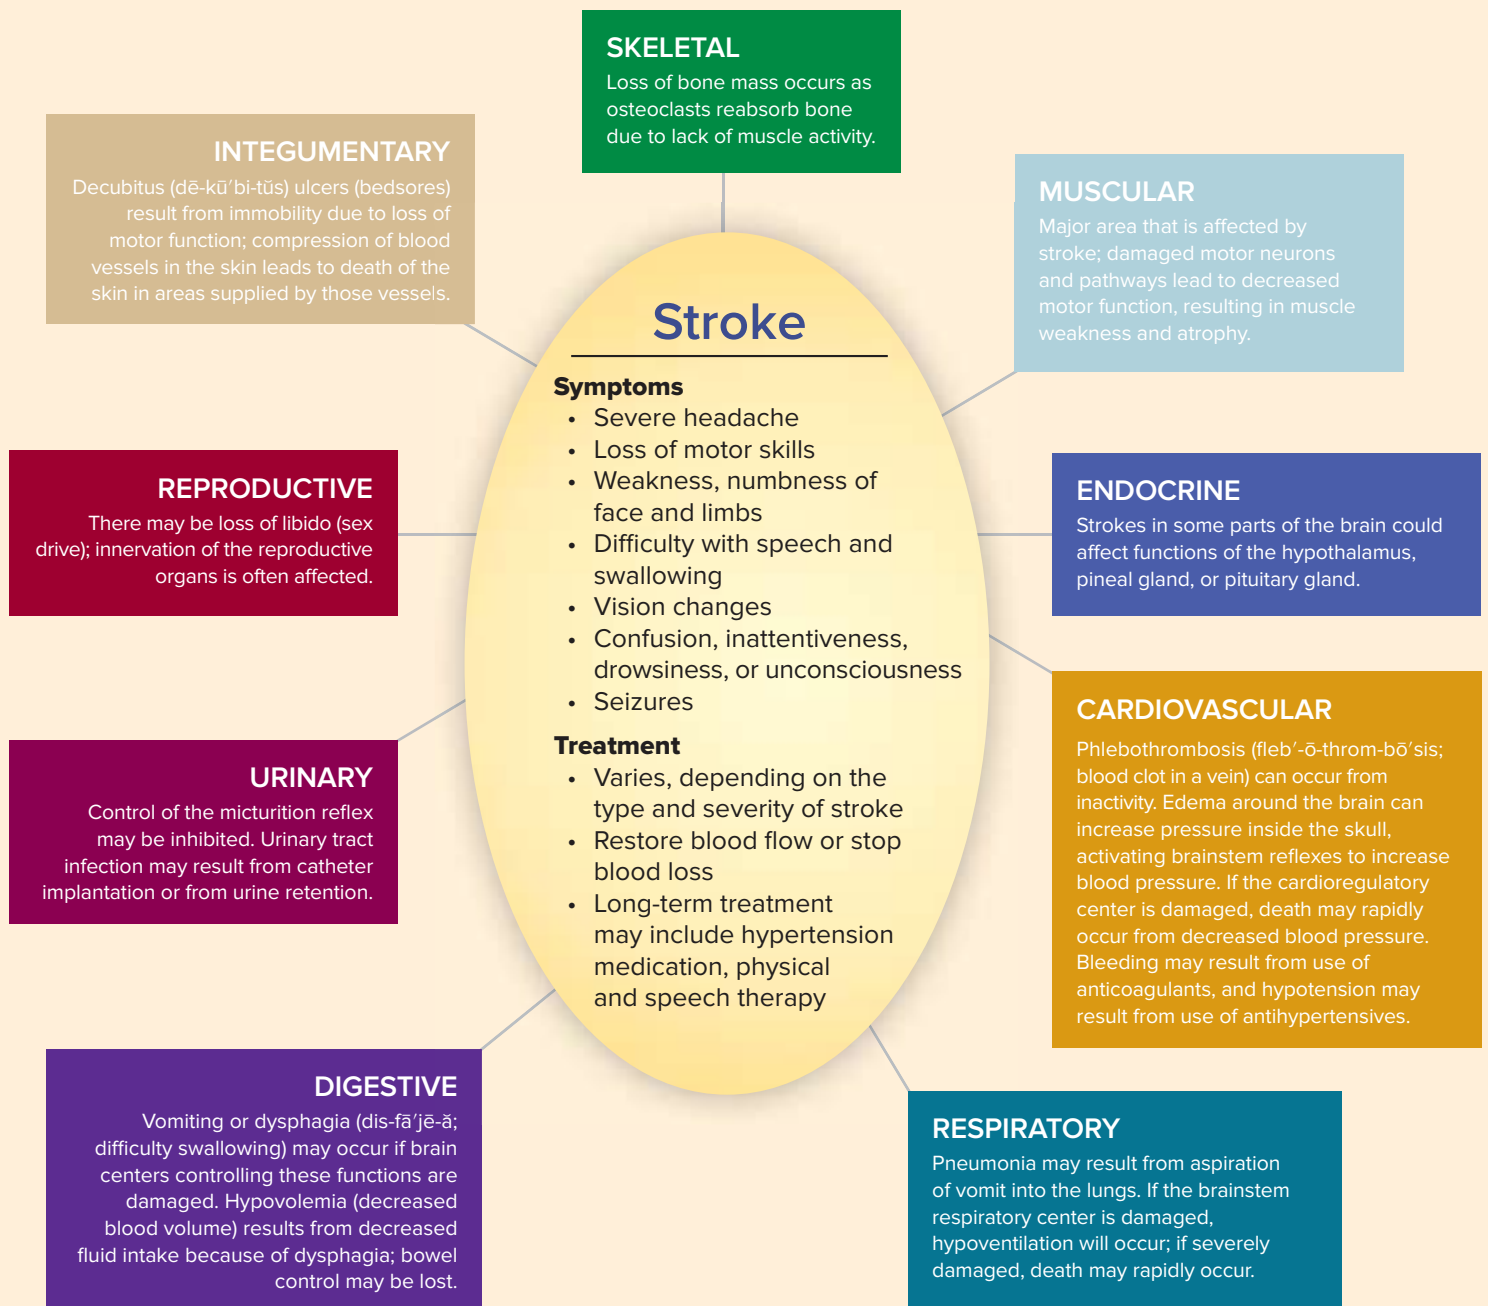 SKELETAL
Loss of bone mass occurs as
osteoclasts reabsorb bone
due to lack of muscle activity.
INTEGUMENTARY
Decubitus (dē-kū′bi-tŭs) ulcers (bedsores)
result from immobility due to loss of
motor function; compression of blood
vessels in the skin leads to death of the
skin in areas supplied by those vessels.
MUSCULAR
Major area that is affected by
stroke; damaged motor neurons
and pathways lead to decreased
motor function, resulting in muscle
weakness and atrophy.
Stroke
Symptoms
• Severe headache
• Loss of motor skills
• Weakness, numbness of
face and limbs
• Difficulty with speech and
swallowing
• Vision changes
• Confusion, inattentiveness,
drowsiness, or unconsciousness
• Seizures
Treatment
• Varies, depending on the
type and severity of stroke
• Restore blood flow or stop
blood loss
• Long-term treatment
may include hypertension
medication, physical
and speech therapy
REPRODUCTIVE
There may be loss of libido (sex
drive); innervation of the reproductive
organs is often affected.
ENDOCRINE
Strokes in some parts of the brain could
affect functions of the hypothalamus,
pineal gland, or pituitary gland.
URINARY
Control of the micturition reflex
may be inhibited. Urinary tract
infection may result from catheter
implantation or from urine retention.
CARDIOVASCULAR
Phlebothrombosis (fleb′-ō-throm-bō′sis;
blood clot in a vein) can occur from
inactivity. Edema around the brain can
increase pressure inside the skull,
activating brainstem reflexes to increase
blood pressure. If the cardioregulatory
center is damaged, death may rapidly
occur from decreased blood pressure.
Bleeding may result from use of
anticoagulants, and hypotension may
result from use of antihypertensives.
DIGESTIVE
Vomiting or dysphagia (dis-fā′jē-ă;
difficulty swallowing) may occur if brain
centers controlling these functions are
damaged. Hypovolemia (decreased
blood volume) results from decreased
fluid intake because of dysphagia; bowel
control may be lost.
RESPIRATORY
Pneumonia may result from aspiration
of vomit into the lungs. If the brainstem
respiratory center is damaged,
hypoventilation will occur; if severely
damaged, death may rapidly occur.